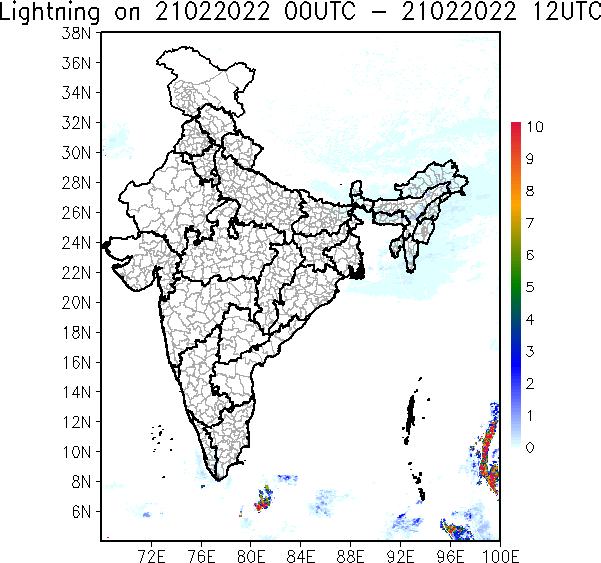 Lightning on 21022022 00UTC – 21022022 12UTC
38N
36N
34N
32N
30N
28N
26N
24N
22N
20N
18N
16N
14N
12N
10N
8N
6N
72E 76E 80E 84E 88E 92E 96E 100E
10
9
8
7
6
5
4
3
2
1
0